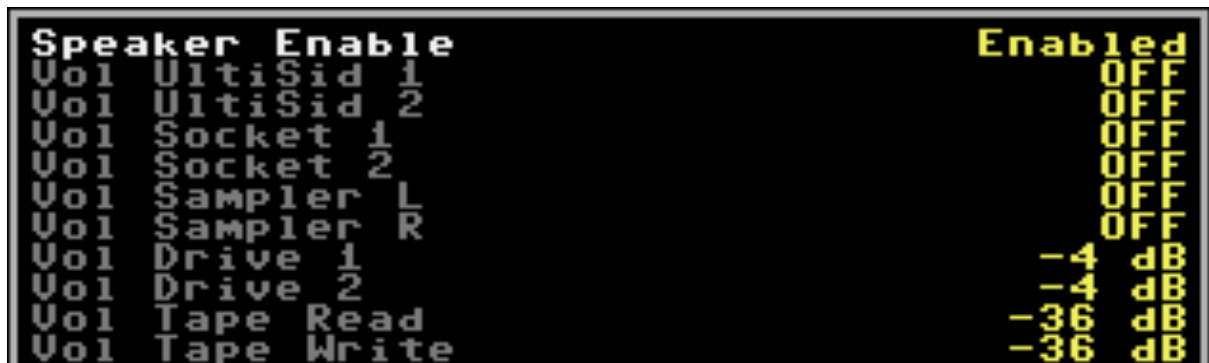 Speaker Enable Enabled
Vol UltiSid 1 OFF
Vol UltiSid 2 OFF
Vol Socket 1 OFF
Vol Socket 2 OFF
Vol Sampler L OFF
Vol Sampler R OFF
Vol Drive 1 -4 dB
Vol Drive 2 -4 dB
Vol Tape Read -36 dB
Vol Tape Write -36 dB